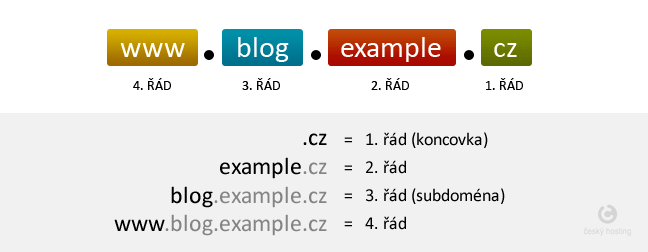 www.blog.example.cz
4. ŘÁD 3. ŘÁD 2. ŘÁD 1. ŘÁD
.cz = 1. řád (koncovka)
example.cz = 2. řád
blog.example.cz = 3. řád (subdoména)
www.blog.example.cz = 4. řád
český hosting